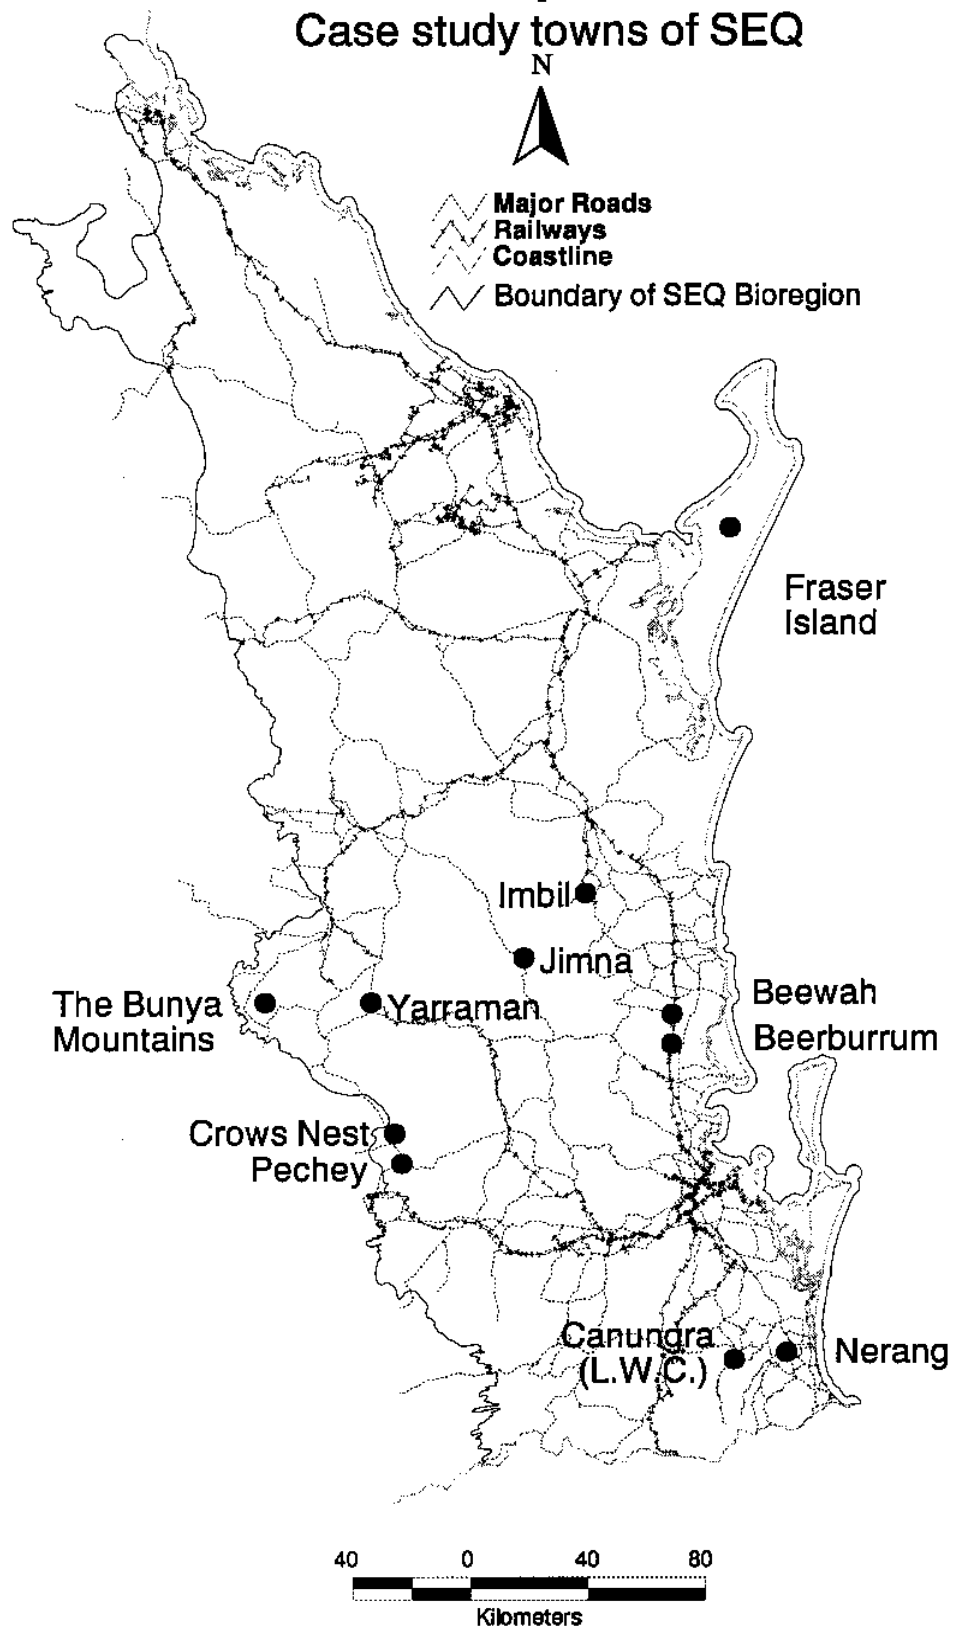 Case study towns of SEQ
N
Major Roads
Railways
Coastline
Boundary of SEQ Bioregion
Fraser
Island
Imbil
Jimna
The Bunya
Mountains
Yarraman
Beewah
Beerburrum
Crows Nest
Pechey
Canungra
(L.W.C.)
Nerang
40 0 40 80
Kilometers